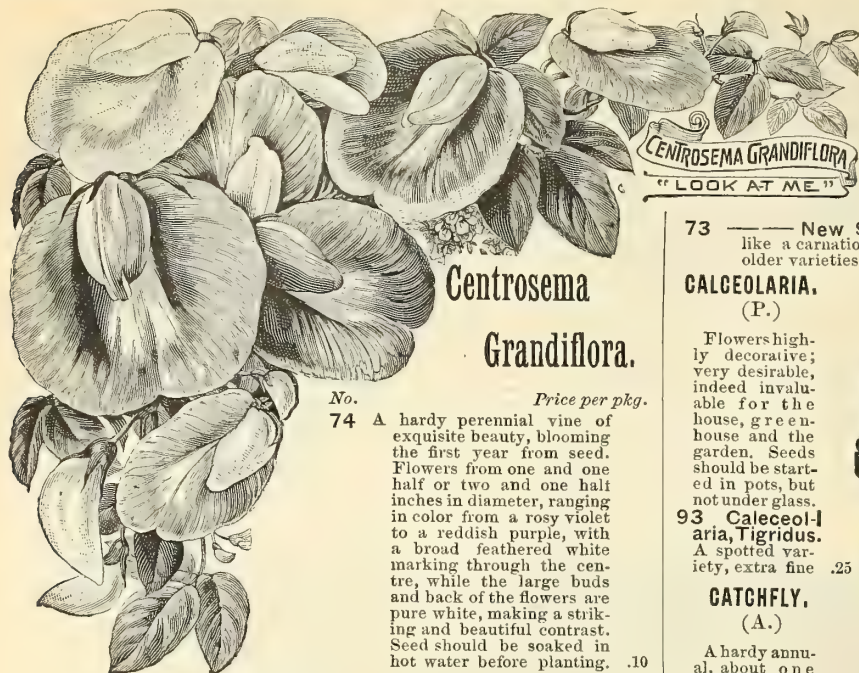 CENTROSEMA GRANDIFLORA
"LOOK AT ME"
Centrosema
Grandiflora.
No. Price per pkg.
74 A hardy perennial vine of
exquisite beauty, blooming
the first year from seed.
Flowers from one and one
half or two and one half
inches in diameter, ranging
in color from a rosy violet
to a reddish purple, with
a broad feathered white
marking through the cen-
tre, while the large buds
and back of the flowers are
pure white, making a strik-
ing and beautiful contrast.
Seed should be soaked in
hot water before planting. .10
73 — — New
like a carnatio
older varieties
CALCEOLARIA.
(P.)
Flowers high-
ly decorative;
very desirable,
indeed invalu-
able for the
house, green-
house and the
garden. Seeds
should be start-
ed in pots, but
not under glass.
93 Caleceol-
aria, Tigridus.
A spotted var-
iety, extra fine .25
CATCHFLY.
(A.)
A hardy annu-
al, about one